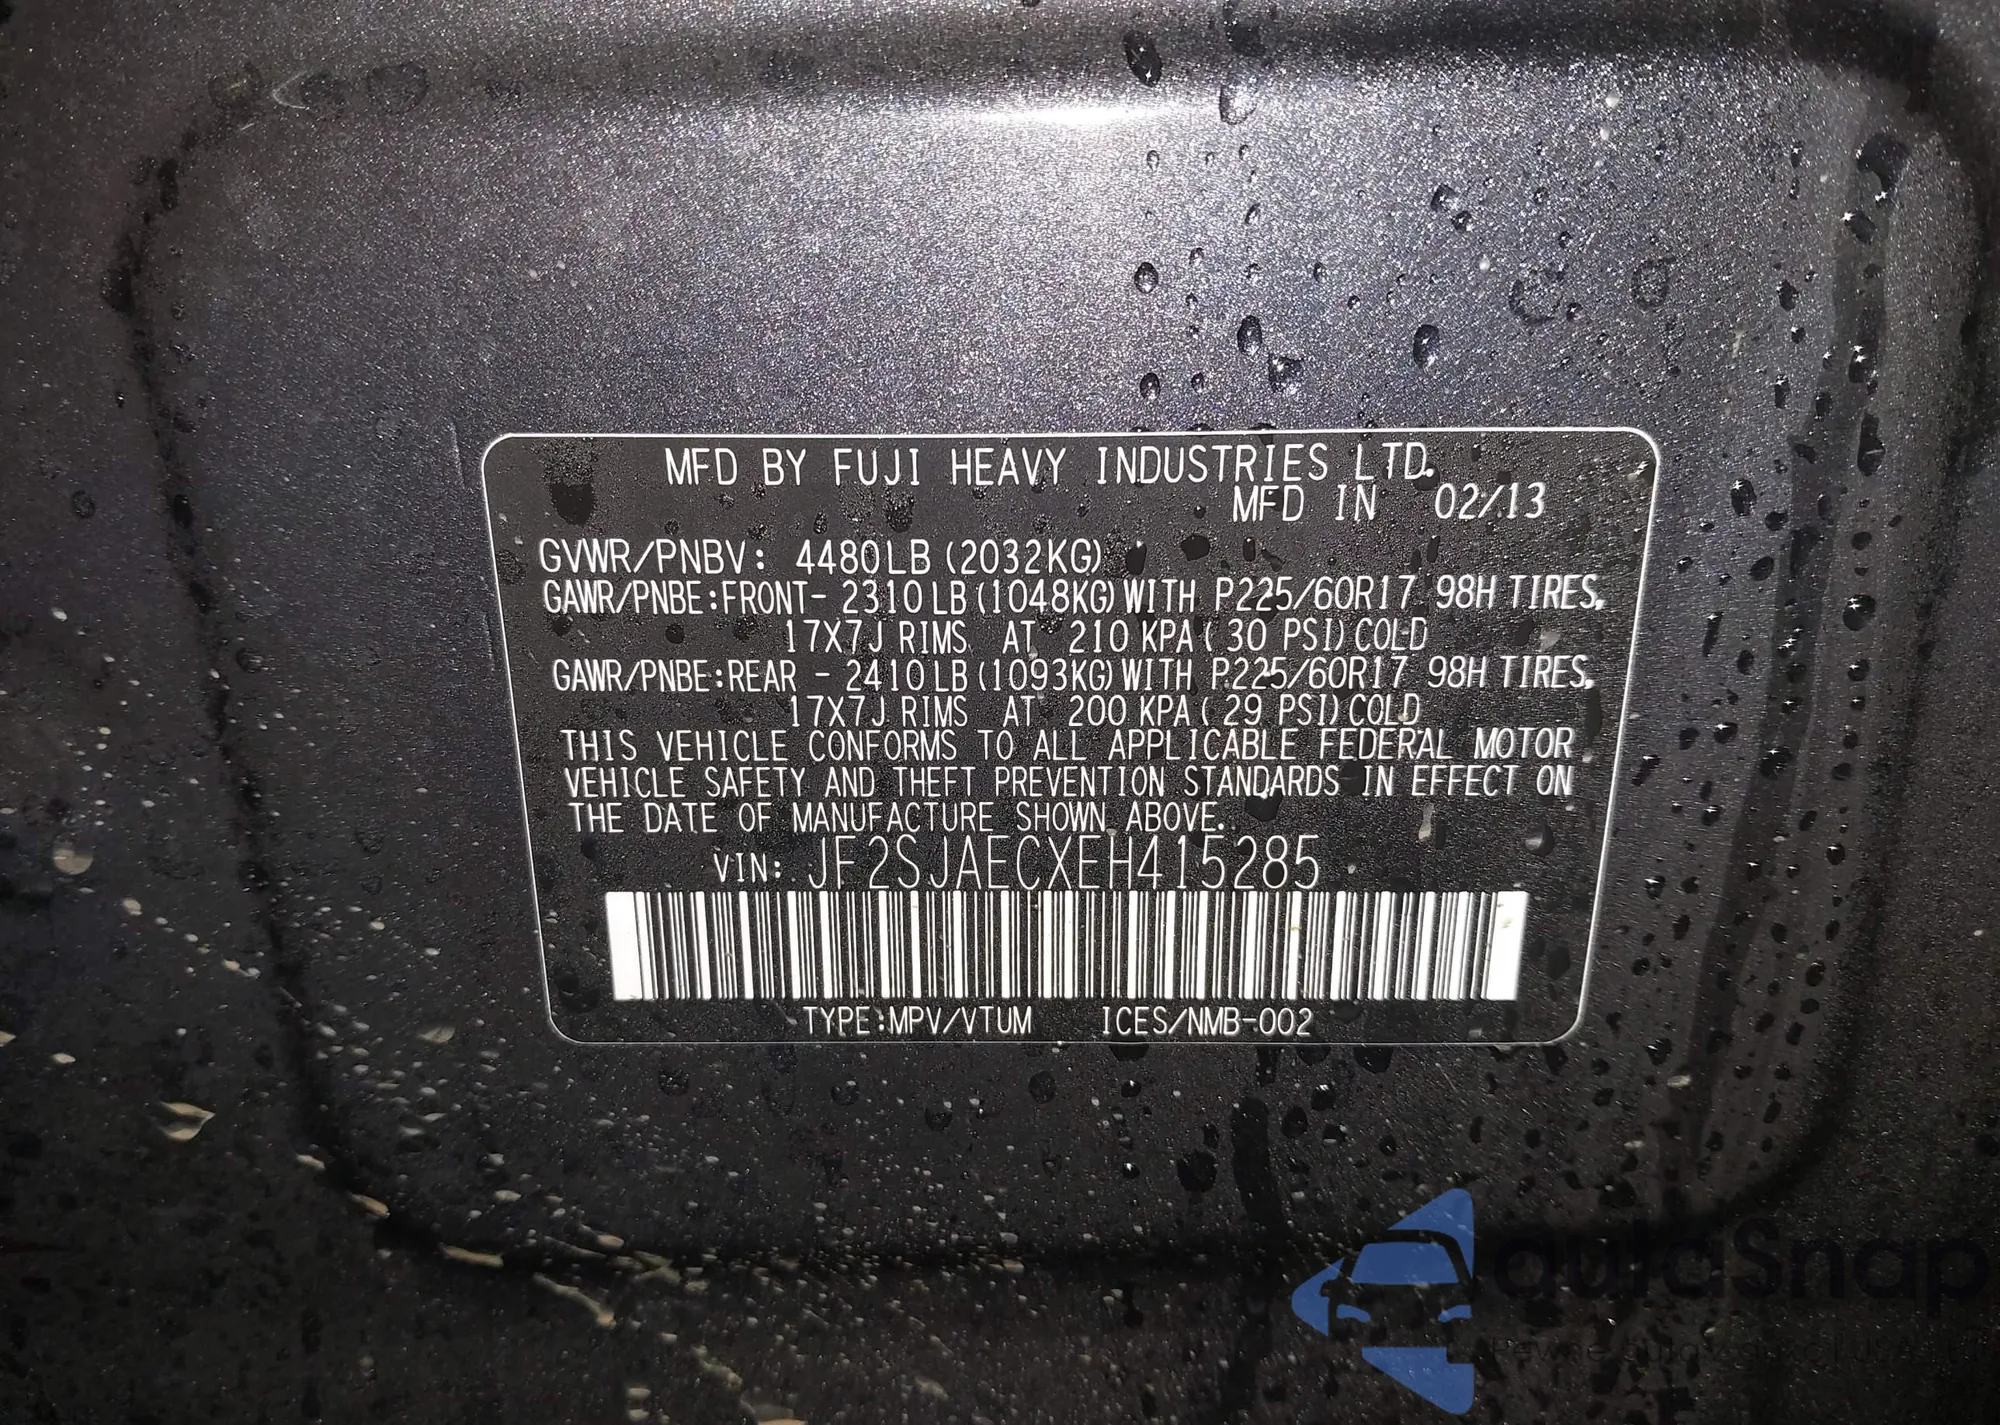 MFD BY FUJI HEAVY INDUSTRIES LTD.
MFD IN 02/13
GVWR/PNBV: 4480LB (2032KG)
GAWR/PNBE:FRONT- 2310LB (1048KG) WITH P225/60R17 98H TIRES,
17X7J RIMS AT 210 KPA ( 30 PSI) COLD
GAWR/PNBE:REAR - 2410LB (1093KG) WITH P225/60R17 98H TIRES,
17X7J RIMS AT 200 KPA ( 29 PSI) COLD
THIS VEHICLE CONFORMS TO ALL APPLICABLE FEDERAL MOTOR
VEHICLE SAFETY AND THEFT PREVENTION STANDARDS IN EFFECT ON
THE DATE OF MANUFACTURE SHOWN ABOVE.
VIN: JF2SJAECXEH415285
TYPE:MPV/VTUM ICES/NMB-002
autaSnap